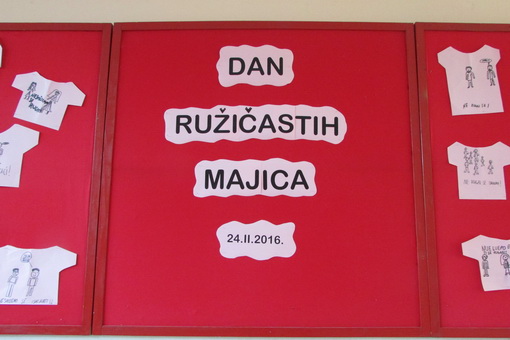 DAN
RUŽIČASTIH
MAJICA
24.II.2016.